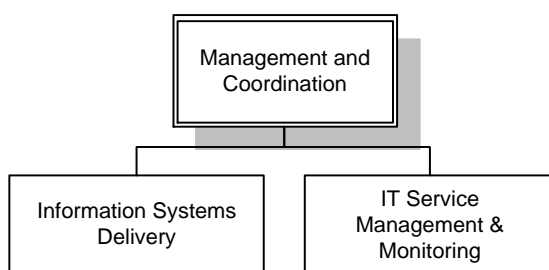 Management and
Coordination
Information Systems
Delivery
IT Service
Management &
Monitoring